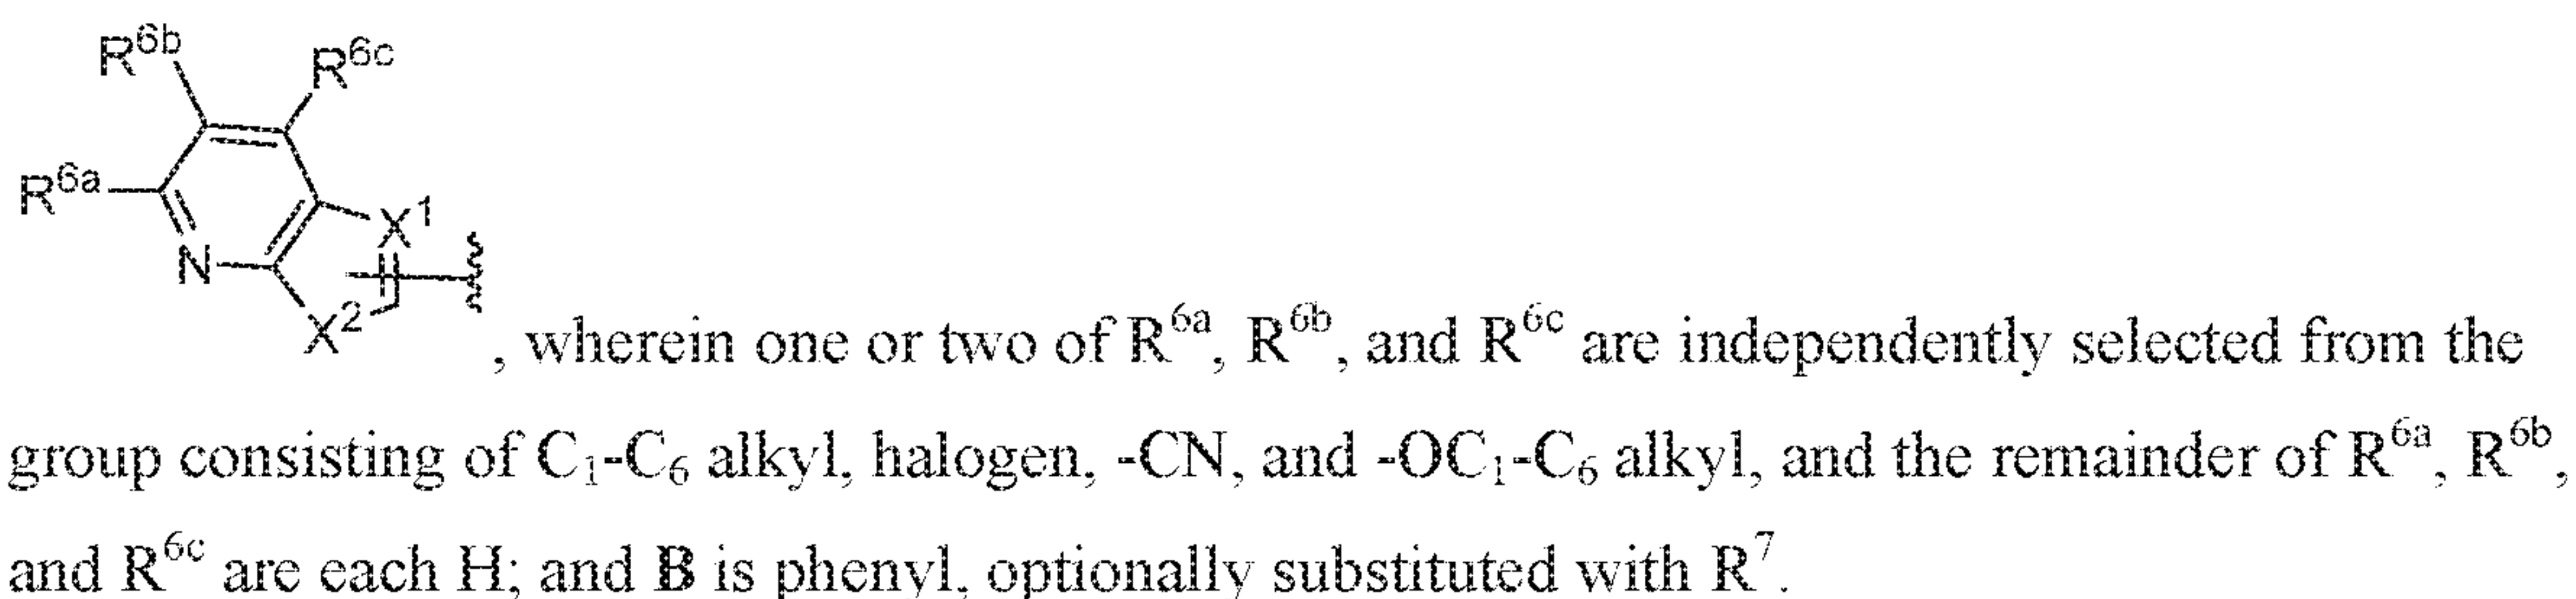 R6b
R6c
R6a
X1
N
X2
, wherein one or two of R6a, R6b, and R6c are independently selected from the
group consisting of C1-C6 alkyl, halogen, -CN, and -OC1-C6 alkyl, and the remainder of R6a, R6b,
and R6c are each H; and B is phenyl, optionally substituted with R7.